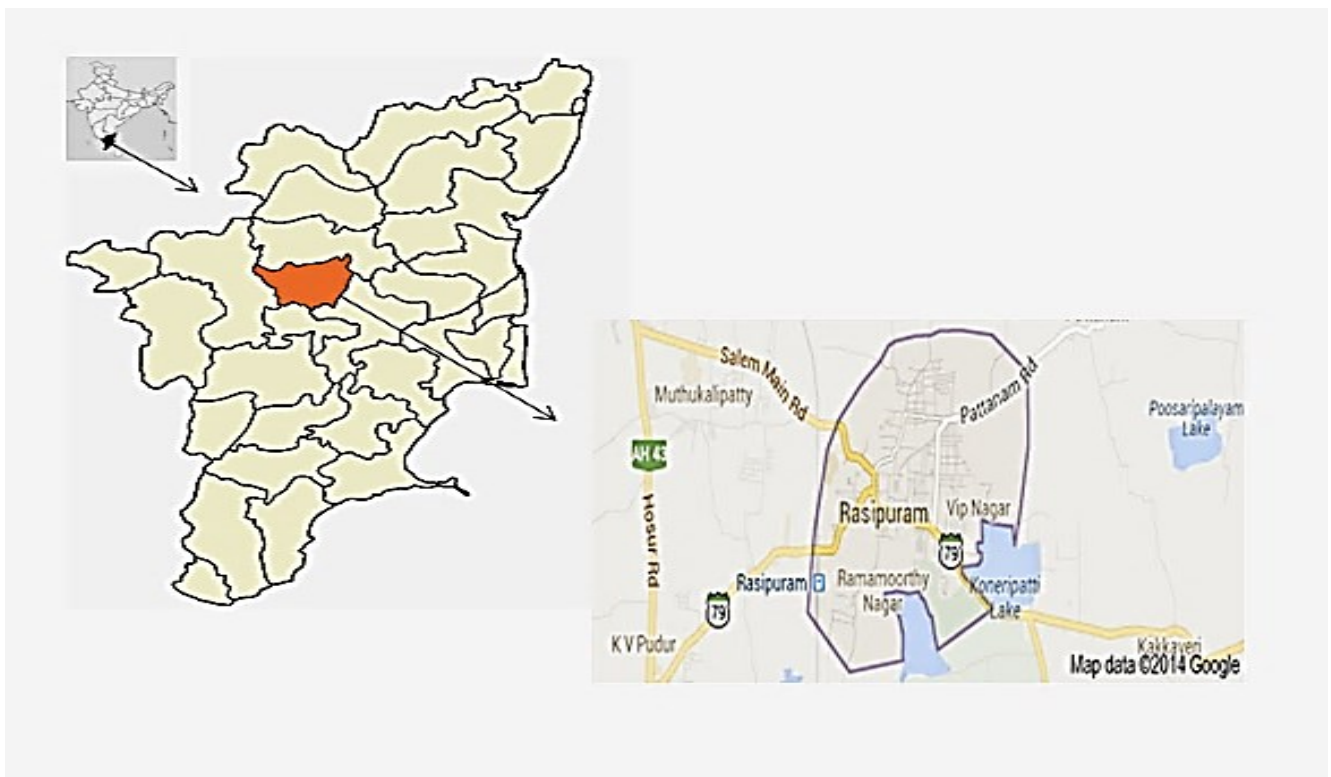 Salem Main Rd
Muthukalipatty
Pattanam Rd
Poosaripalayam
Lake
AH 43
Hosur Rd
Rasipuram
Vip Nagar
79
Rasipuram
Ramamoorthy
Nagar
Koneripatti
Lake
79
K V Pudur
Kakkaveri
Map data ©2014 Google